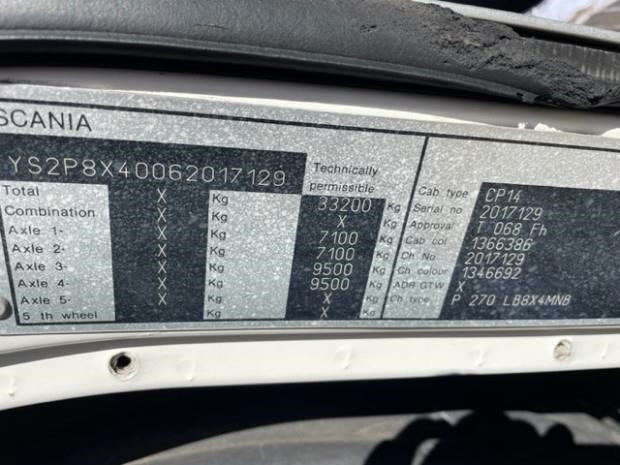 SCANIA
YS2P8X40062017129
Technically
permissible
Total X Kg 33200 Kg
Combination X Kg X Kg
Axle 1- X Kg 7100 Kg
Axle 2- X Kg 7100 Kg
Axle 3- X Kg 9500 Kg
Axle 4- X Kg 9500 Kg
Axle 5- X Kg X Kg
5 th wheel X Kg X Kg
Cab type CP14
Serial no 2017129
Approval T 068 Fh
Cab col 1366386
Ch No. 2017129
Ch colour 1346692
ADR GTW X
Ch type P 270 LB8X4MNB